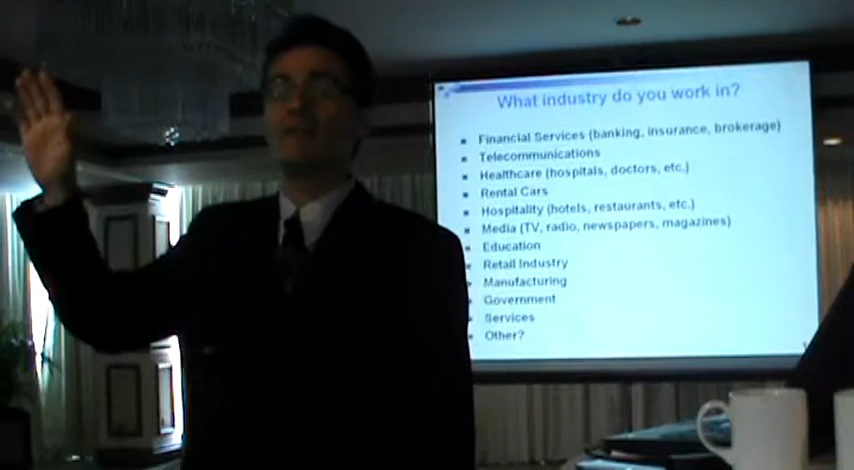 What industry do you work in?
Financial Services (banking, insurance, brokerage)
Telecommunications
Healthcare (hospitals, doctors, etc.)
Rental Cars
Hospitality (hotels, restaurants, etc.)
Media (TV, radio, newspapers, magazines)
Education
Retail Industry
Manufacturing
Government
Services
Other?